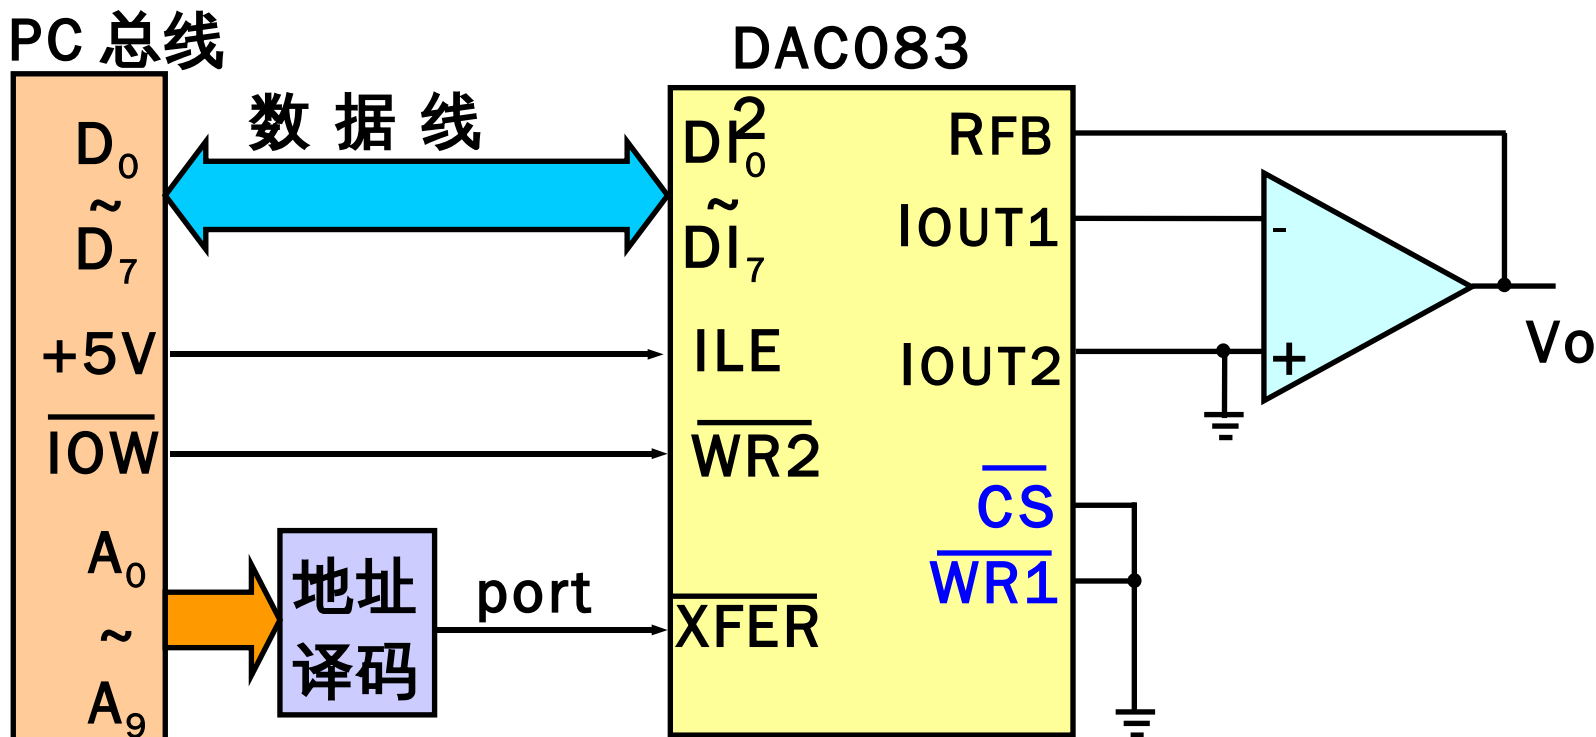 PC 总线
D0
~
D7
+5V
IOW
A0
~
A9
数 据 线
地址
译码
port
DAC0832
DI0
~
DI7
ILE
WR2
XFER
RFB
IOUT1
IOUT2
CS
WR1
-
+
Vo